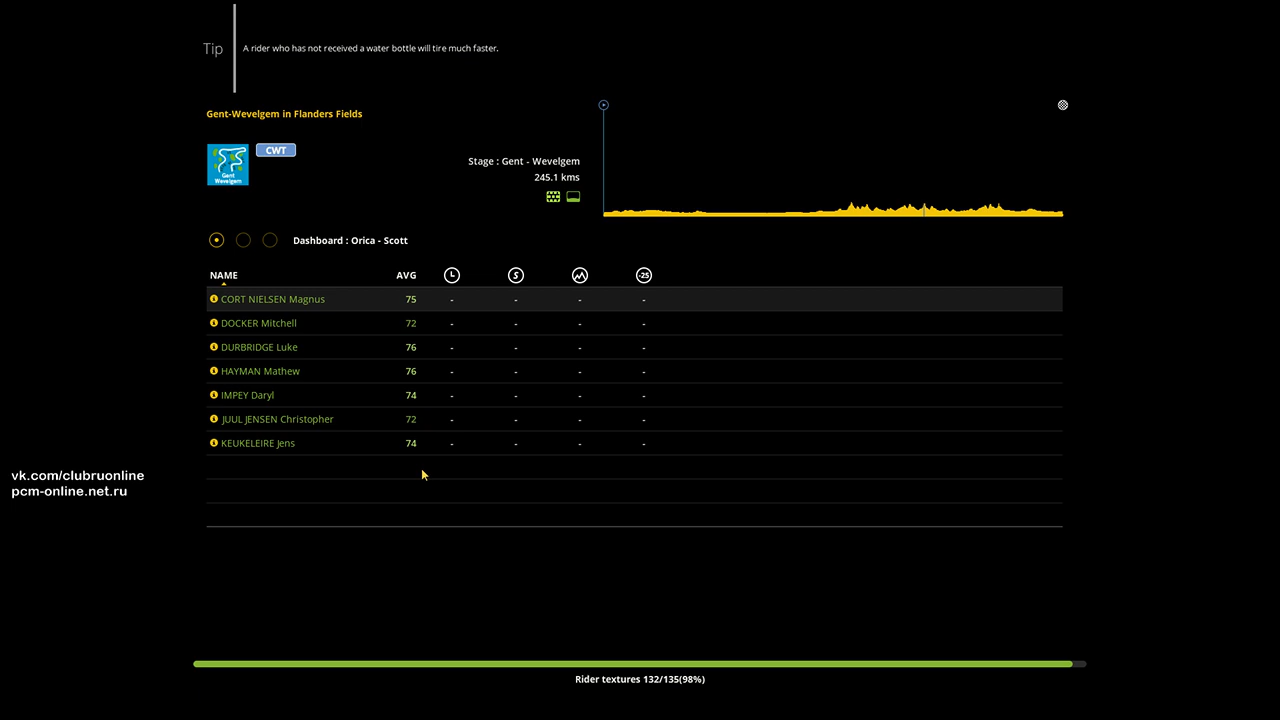 Tip
A rider who has not received a water bottle will tire much faster.
Gent-Wevelgem in Flanders Fields
Gent
Wevelgem
CWT
Stage : Gent - Wevelgem
245.1 kms
Dashboard : Orica - Scott
NAME AVG S -25
CORT NIELSEN Magnus 75 - - - -
DOCKER Mitchell 72 - - - -
DURBRIDGE Luke 76 - - - -
HAYMAN Mathew 76 - - - -
IMPEY Daryl 74 - - - -
JUUL JENSEN Christopher 72 - - - -
KEUKELEIRE Jens 74 - - - -
vk.com/clubruonline
pcm-online.net.ru
Rider textures 132/135(98%)